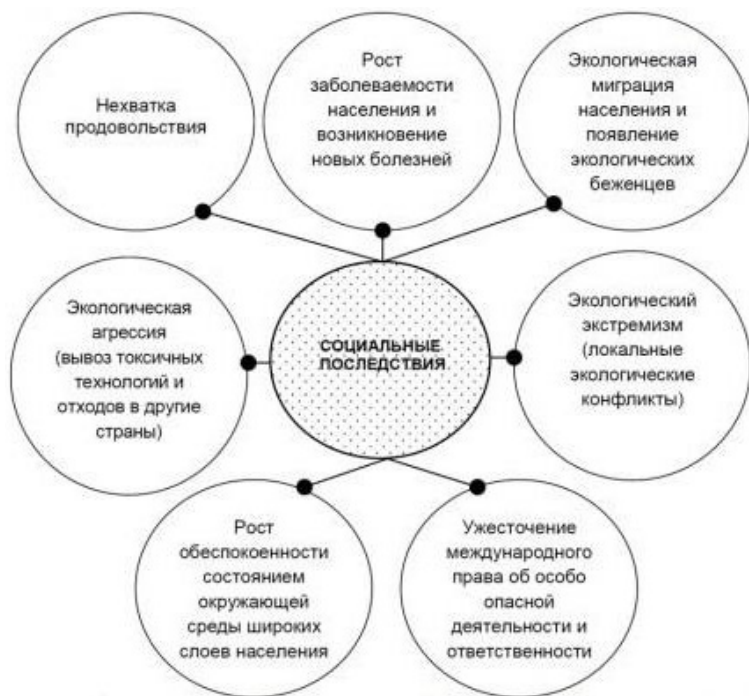 Нехватка
продовольствия
Рост
заболеваемости
населения и
возникновение
новых болезней
Экологическая
миграция
населения и
появление
экологических
беженцев
Экологическая
агрессия
(вывоз токсичных
технологий и
отходов в другие
страны)
СОЦИАЛЬНЫЕ
ПОСЛЕДСТВИЯ
Экологический
экстремизм
(локальные
экологические
конфликты)
Рост
обеспокоенности
состоянием
окружающей
среды широких
слоев населения
Ужесточение
международного
права об особо
опасной
деятельности и
ответственности